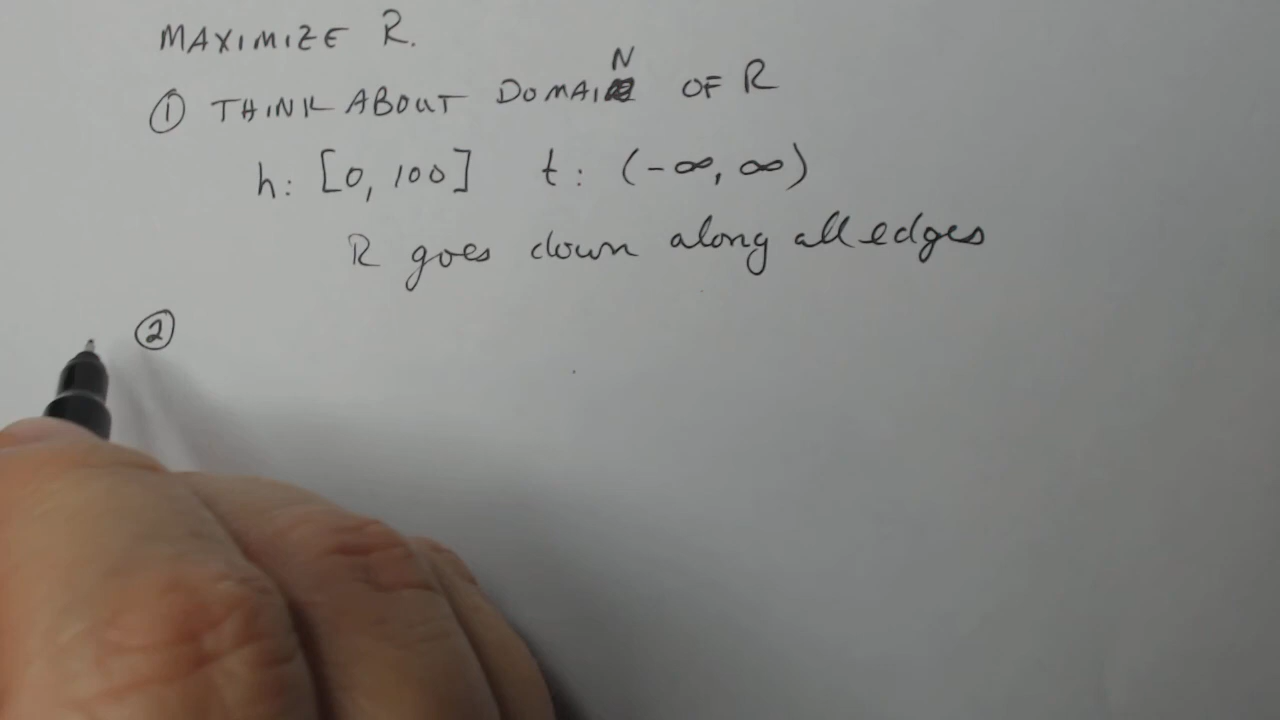 MAXIMIZE R.
① THINK ABOUT DOMAIN OF R
h: [0, 100] t: (-∞, ∞)
R goes down along all edges
②